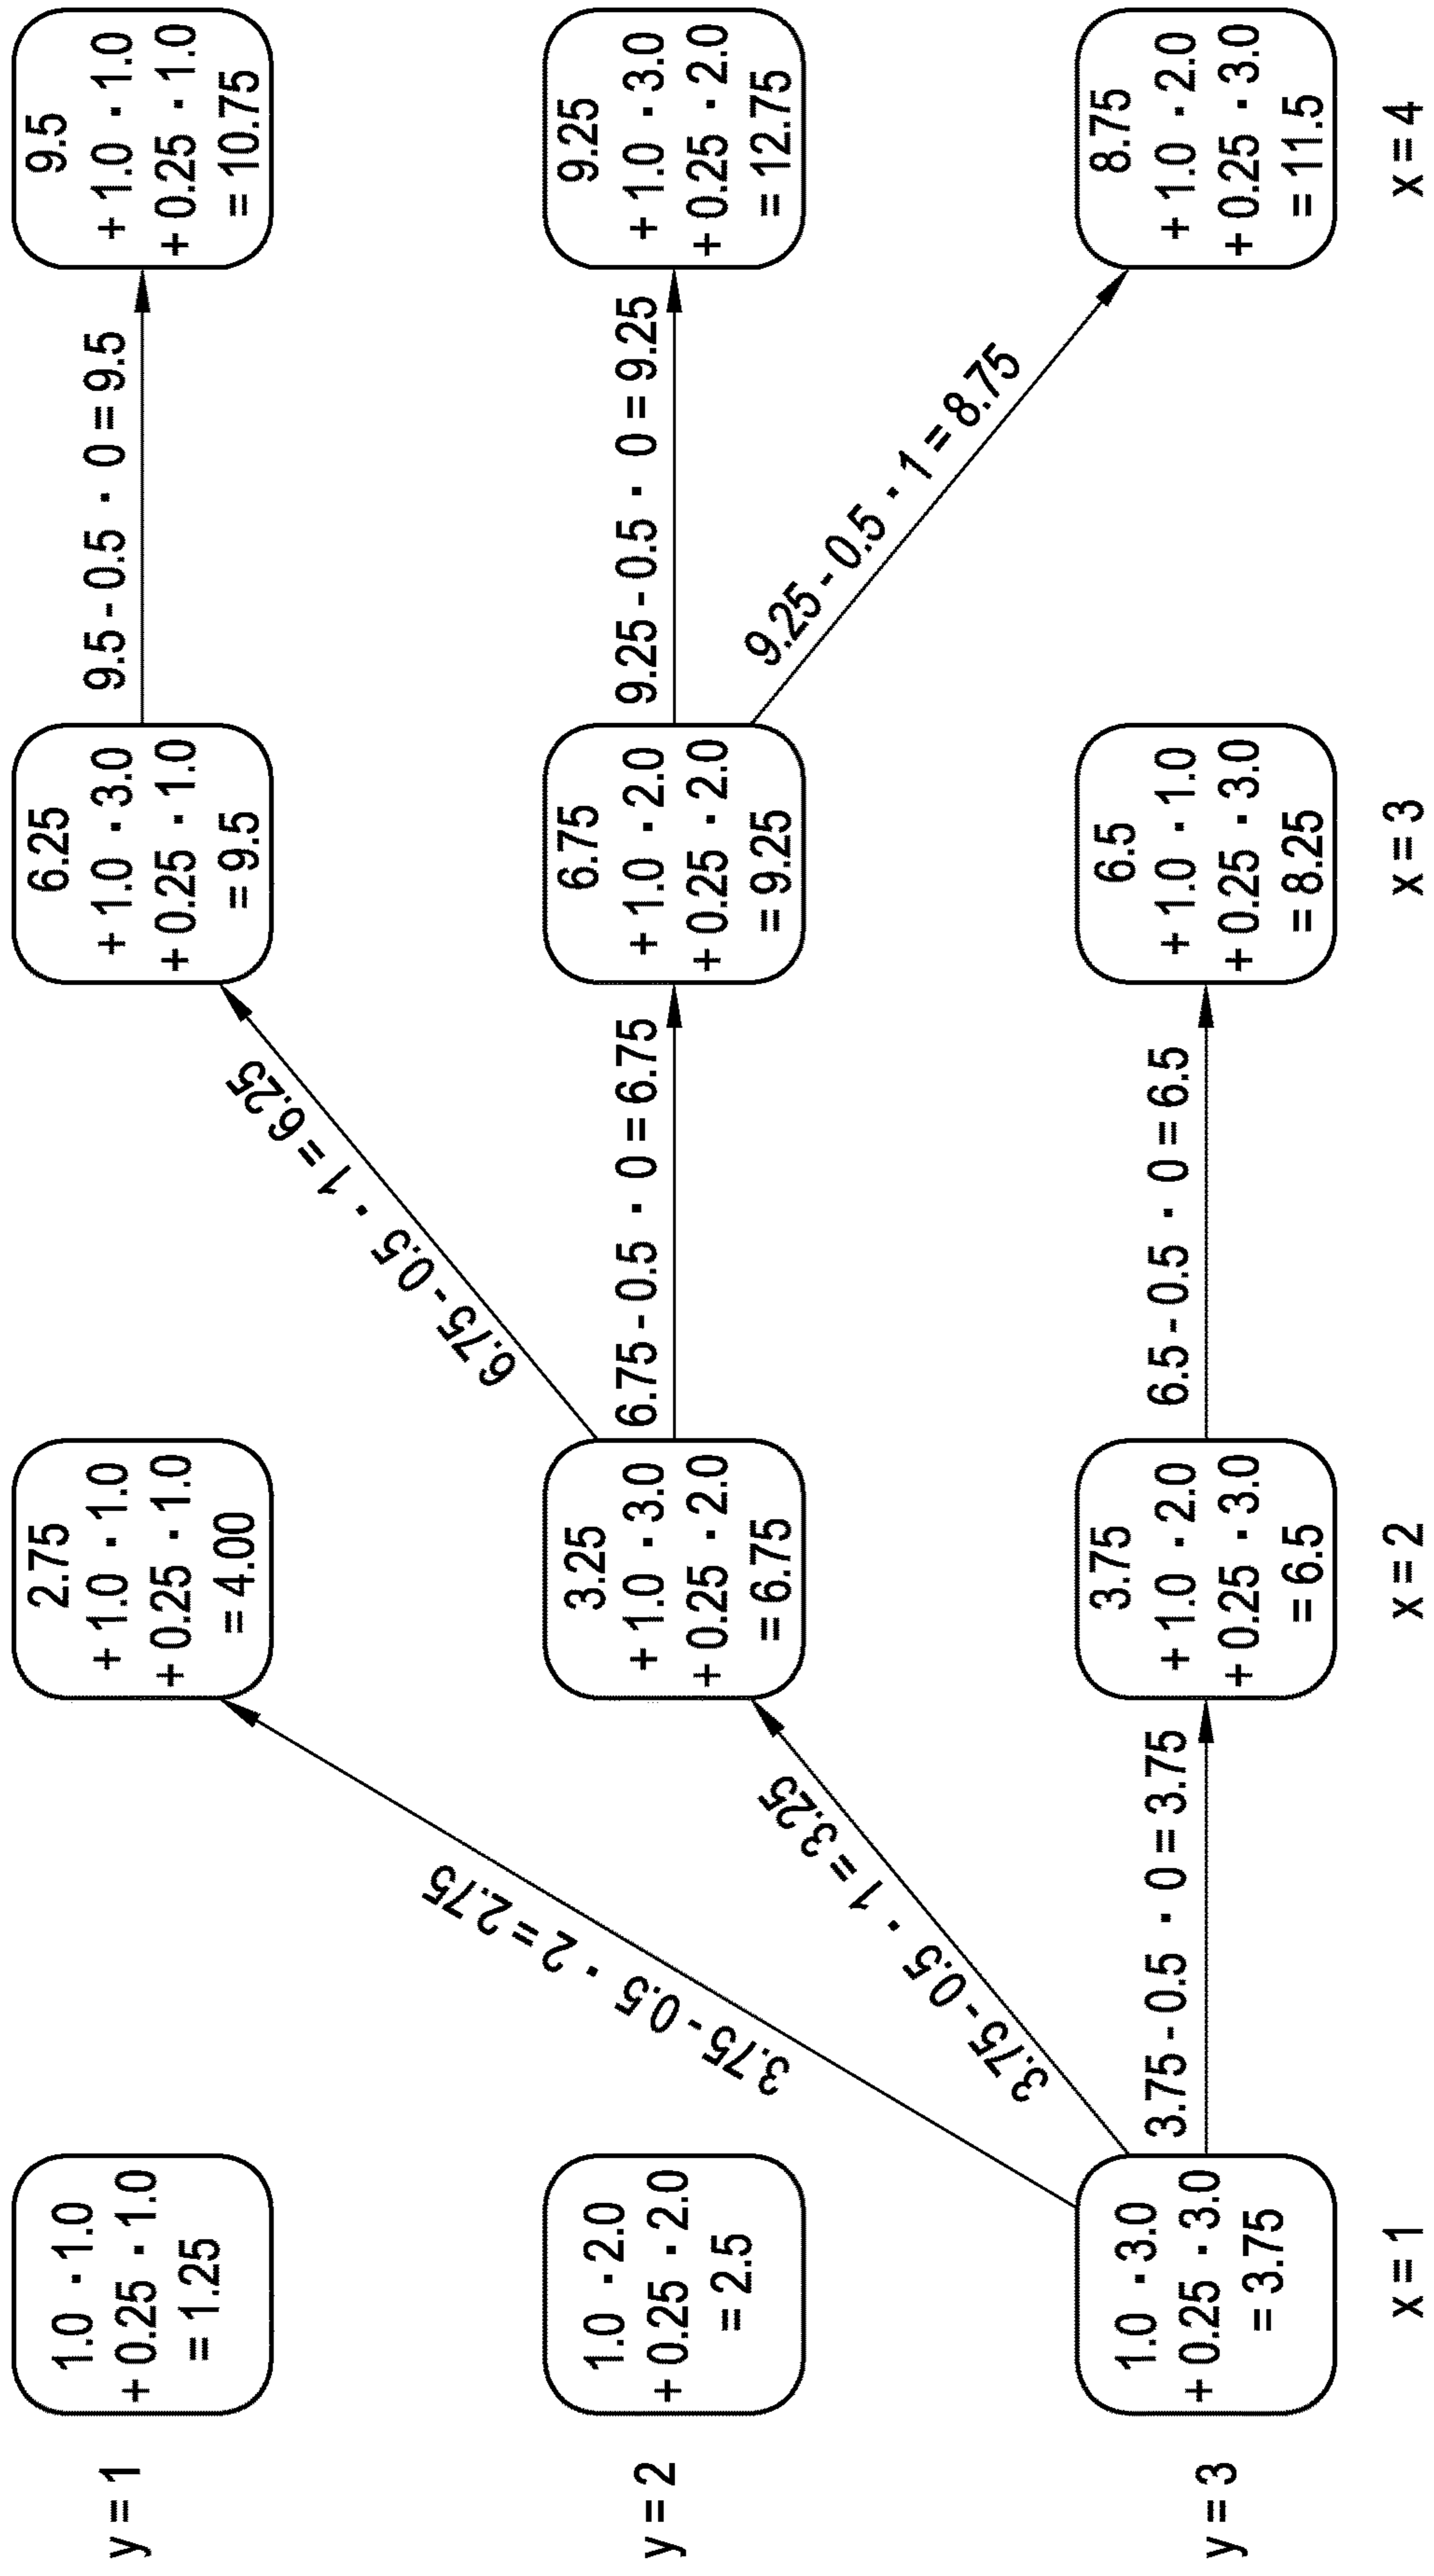 y = 1
1.0 · 1.0
+ 0.25 · 1.0
= 1.25
3.75 - 0.5 · 2 = 2.75
2.75
+ 1.0 · 1.0
+ 0.25 · 1.0
= 4.00
6.75 - 0.5 · 1 = 6.25
6.25
+ 1.0 · 3.0
+ 0.25 · 1.0
= 9.5
9.5 - 0.5 · 0 = 9.5
9.5
+ 1.0 · 1.0
+ 0.25 · 1.0
= 10.75
y = 2
1.0 · 2.0
+ 0.25 · 2.0
= 2.5
3.75 - 0.5 · 1 = 3.25
3.25
+ 1.0 · 3.0
+ 0.25 · 2.0
= 6.75
6.75 - 0.5 · 0 = 6.75
6.75
+ 1.0 · 2.0
+ 0.25 · 2.0
= 9.25
9.25 - 0.5 · 0 = 9.25
9.25
+ 1.0 · 3.0
+ 0.25 · 2.0
= 12.75
9.25 - 0.5 · 1 = 8.75
y = 3
1.0 · 3.0
+ 0.25 · 3.0
= 3.75
3.75 - 0.5 · 0 = 3.75
3.75
+ 1.0 · 2.0
+ 0.25 · 3.0
= 6.5
6.5 - 0.5 · 0 = 6.5
6.5
+ 1.0 · 1.0
+ 0.25 · 3.0
= 8.25
8.75
+ 1.0 · 2.0
+ 0.25 · 3.0
= 11.5
x = 1
x = 2
x = 3
x = 4